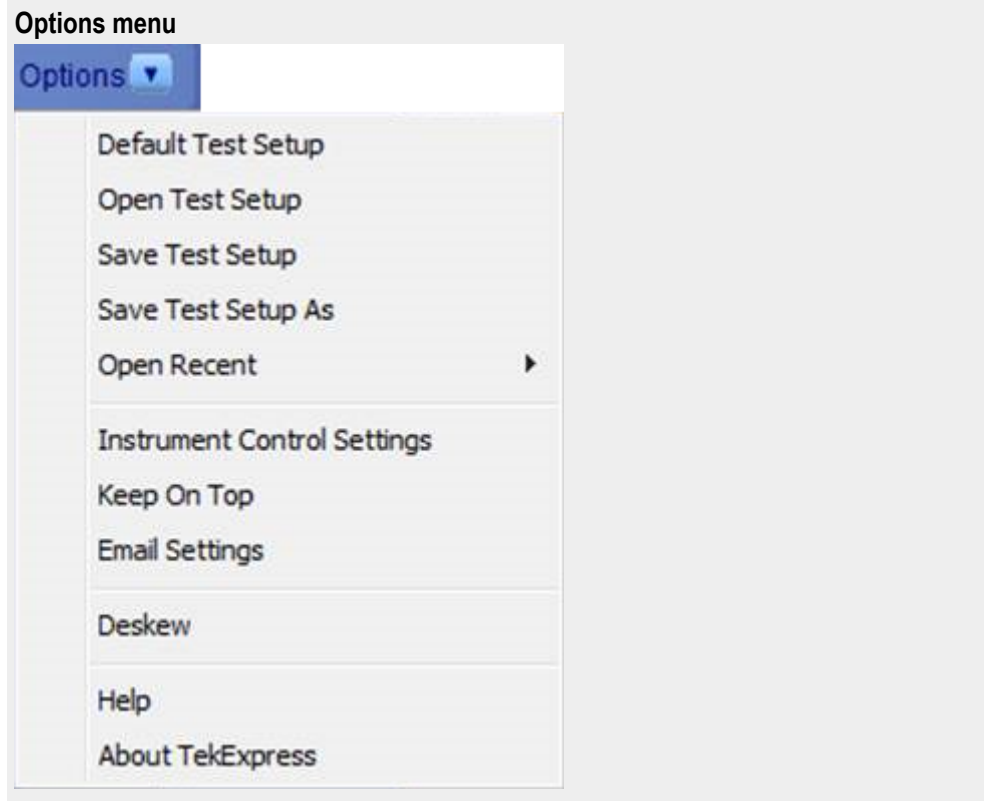 Options menu
Options
Default Test Setup
Open Test Setup
Save Test Setup
Save Test Setup As
Open Recent
Instrument Control Settings
Keep On Top
Email Settings
Deskew
Help
About TekExpress